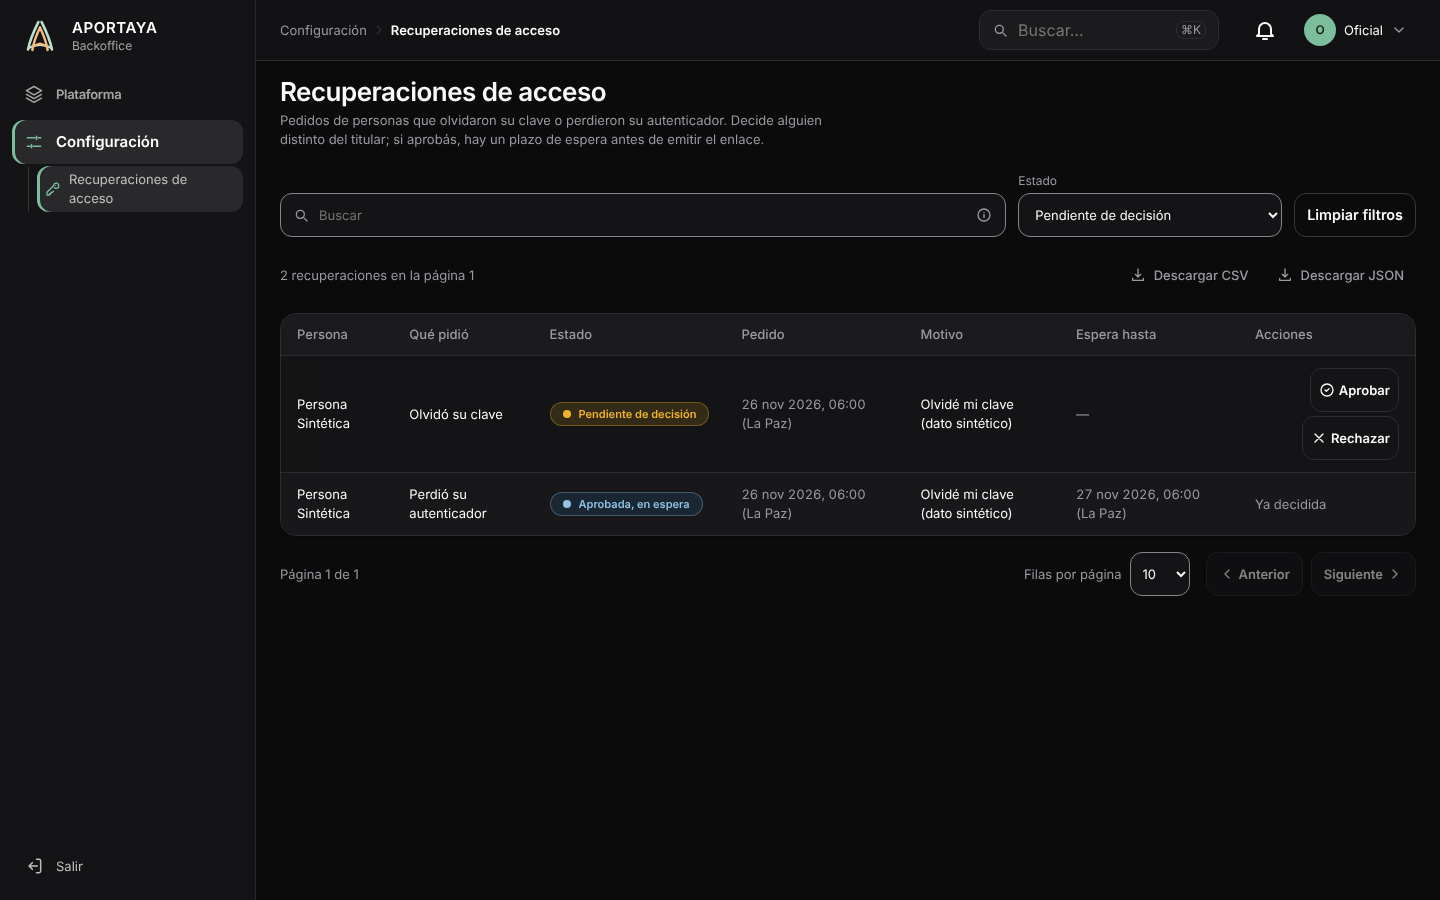 APORTAYA
Backoffice
Plataforma
Configuración
Recuperaciones de
acceso
Salir
Configuración > Recuperaciones de acceso
Buscar... ⌘K
O Oficial
Recuperaciones de acceso
Pedidos de personas que olvidaron su clave o perdieron su autenticador. Decide alguien
distinto del titular; si aprobás, hay un plazo de espera antes de emitir el enlace.
Estado
Buscar
Pendiente de decisión
Limpiar filtros
2 recuperaciones en la página 1
Descargar CSV
Descargar JSON
Persona Qué pidió Estado Pedido Motivo Espera hasta Acciones
Persona
Sintética
Olvidó su clave
Pendiente de decisión
26 nov 2026, 06:00
(La Paz)
Olvidé mi clave
(dato sintético)
—
Aprobar
Rechazar
Persona
Sintética
Perdió su
autenticador
Aprobada, en espera
26 nov 2026, 06:00
(La Paz)
Olvidé mi clave
(dato sintético)
27 nov 2026, 06:00
(La Paz)
Ya decidida
Página 1 de 1
Filas por página 10
Anterior
Siguiente